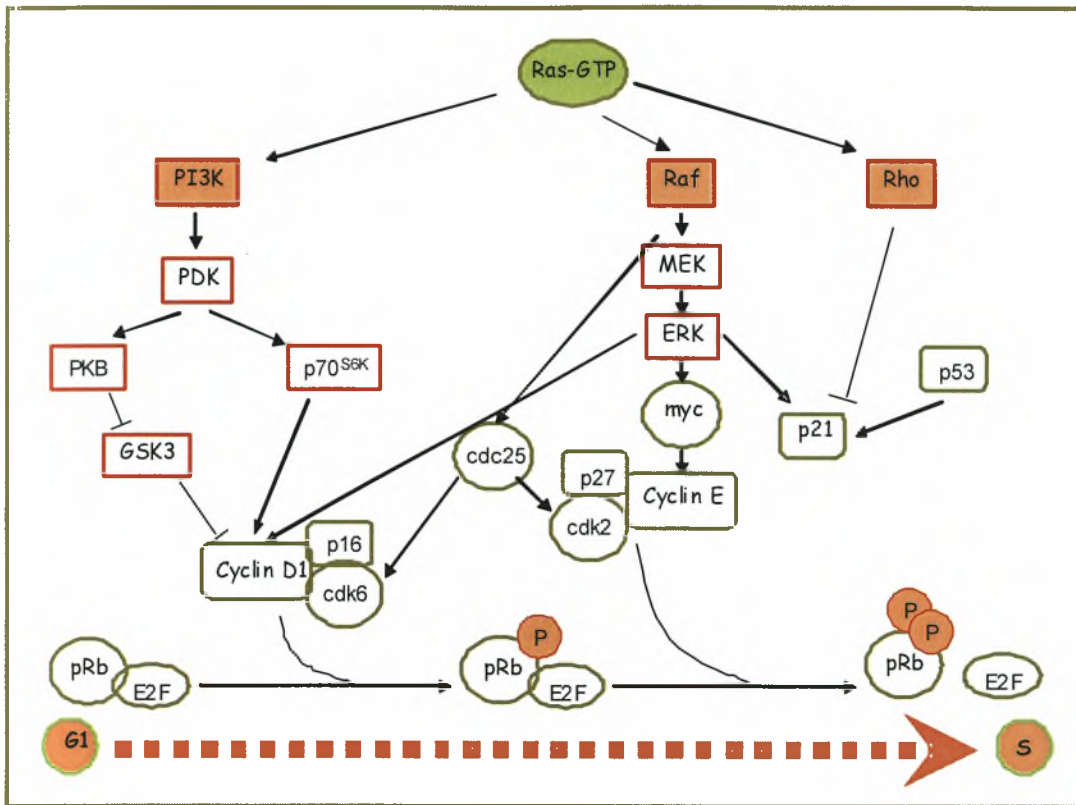 Ras-GTP
PI3K
Raf
Rho
PDK
MEK
PKB
p70S6K
ERK
p53
GSK3
myc
p21
cdc25
p27
Cyclin E
cdk2
p16
Cyclin D1
cdk6
P
P
P
pRb
E2F
pRb
E2F
pRb
E2F
G1
S